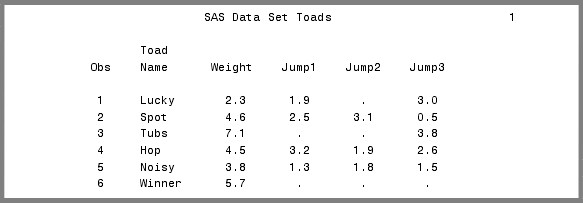 SAS Data Set Toads 1
Toad
Obs Name Weight Jump1 Jump2 Jump3
1 Lucky 2.3 1.9 . 3.0
2 Spot 4.6 2.5 3.1 0.5
3 Tubs 7.1 . . 3.8
4 Hop 4.5 3.2 1.9 2.6
5 Noisy 3.8 1.3 1.8 1.5
6 Winner 5.7 . . .